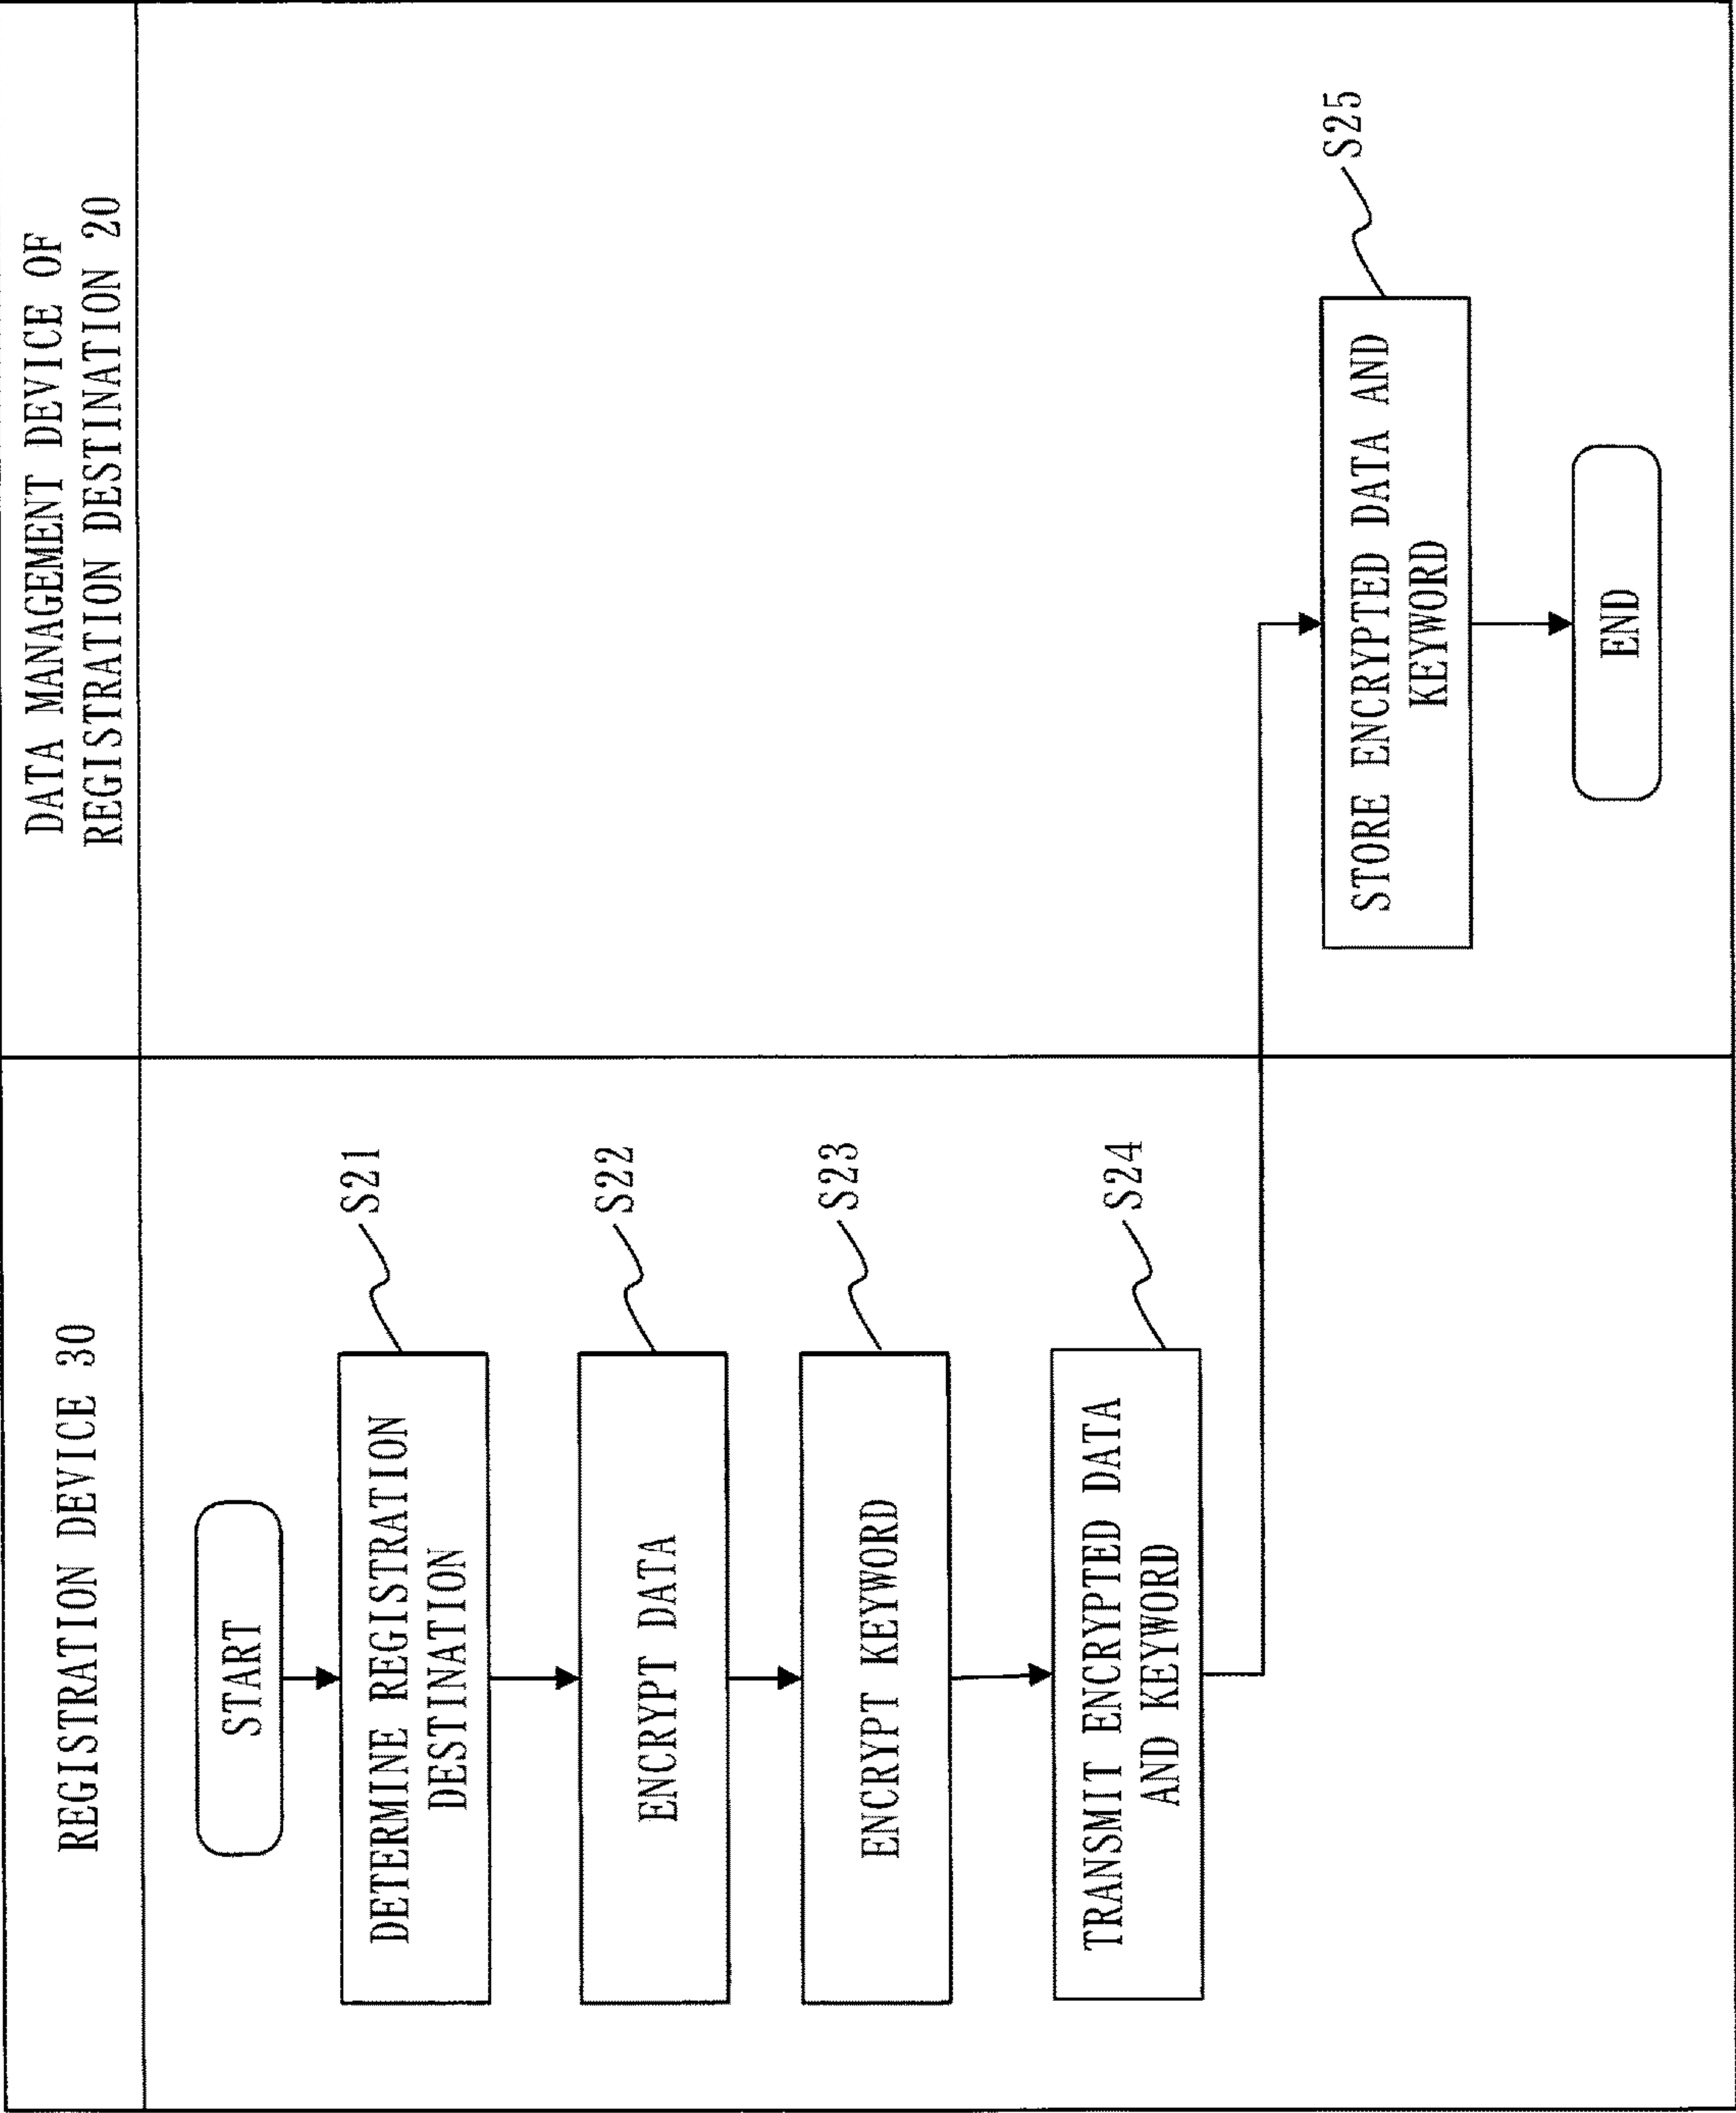 REGISTRATION DEVICE 30
DATA MANAGEMENT DEVICE OF
REGISTRATION DESTINATION 20
START
DETERMINE REGISTRATION
DESTINATION
S21
ENCRYPT DATA
S22
ENCRYPT KEYWORD
S23
TRANSMIT ENCRYPTED DATA
AND KEYWORD
S24
STORE ENCRYPTED DATA AND
KEYWORD
S25
END